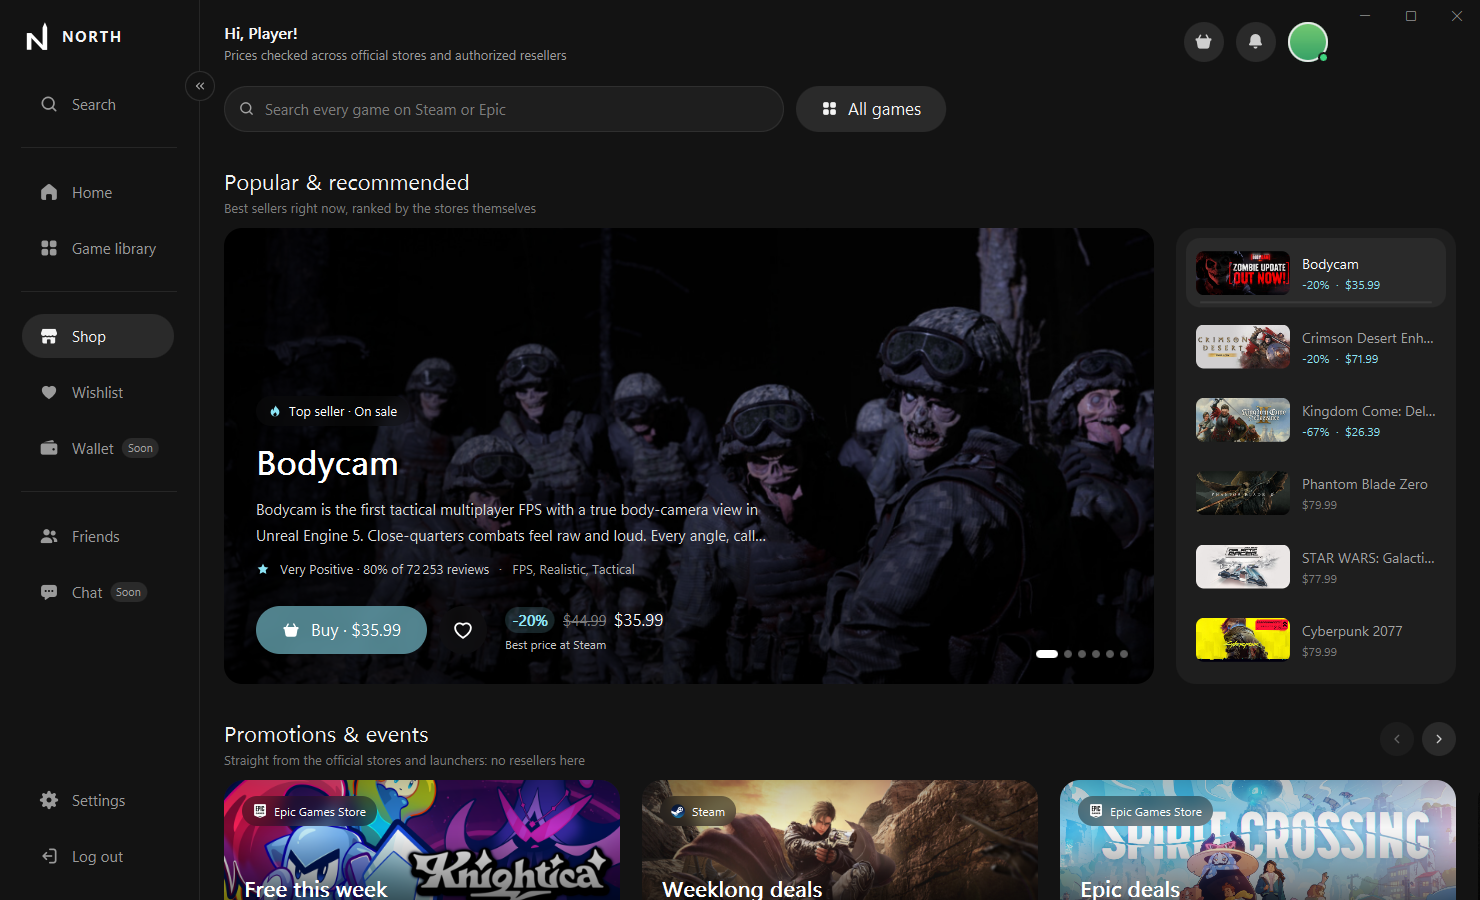 NORTH
Search
Home
Game library
Shop
Wishlist
Wallet Soon
Friends
Chat Soon
Settings
Log out
Hi, Player!
Prices checked across official stores and authorized resellers
Search every game on Steam or Epic
All games
Popular & recommended
Best sellers right now, ranked by the stores themselves
Top seller · On sale
Bodycam
Bodycam is the first tactical multiplayer FPS with a true body-camera view in
Unreal Engine 5. Close-quarters combats feel raw and loud. Every angle, call...
Very Positive · 80% of 72 253 reviews · FPS, Realistic, Tactical
Buy · $35.99
-20% $44.99 $35.99
Best price at Steam
ZOMBIE UPDATE
OUT NOW!
Bodycam
-20% · $35.99
CRIMSON
DESERT
Crimson Desert Enh...
-20% · $71.99
Kingdom Come
Deliverance
Kingdom Come: Del...
-67% · $26.39
PHANTOM BLADE
Phantom Blade Zero
$79.99
GALACTIC
RACER
STAR WARS: Galacti...
$77.99
Cyberpunk
Cyberpunk 2077
$79.99
Promotions & events
Straight from the official stores and launchers: no resellers here
Epic Games Store
Knightica
Free this week
Steam
Weeklong deals
Epic Games Store
SPIRIT CROSSING
Epic deals